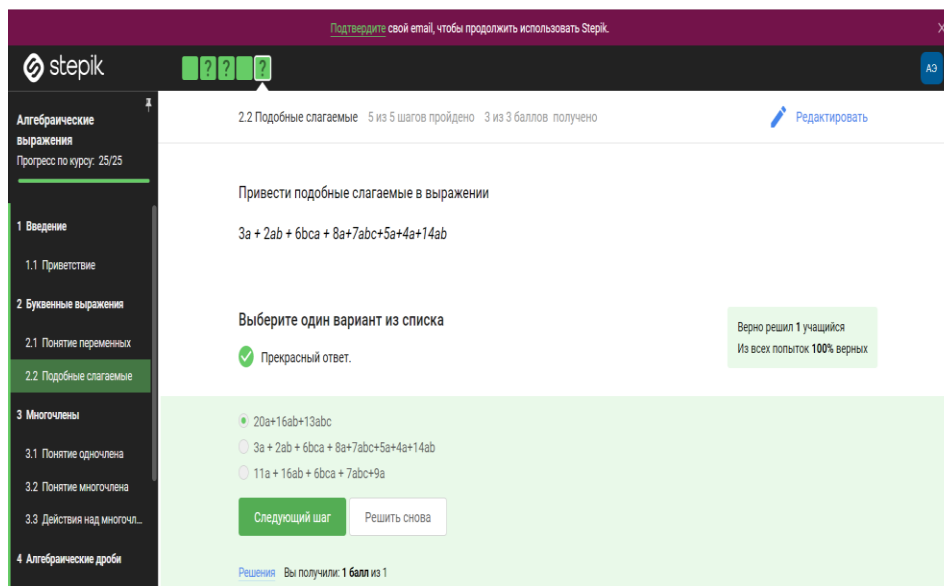 Подтвердите свой email, чтобы продолжить использовать Stepik.
stepik
? ? ?
АЭ
Алгебраические
выражения
Прогресс по курсу: 25/25
1 Введение
1.1 Приветствие
2 Буквенные выражения
2.1 Понятие переменных
2.2 Подобные слагаемые
3 Многочлены
3.1 Понятие одночлена
3.2 Понятие многочлена
3.3 Действия над многочл...
4 Алгебраические дроби
2.2 Подобные слагаемые 5 из 5 шагов пройдено 3 из 3 баллов получено
Редактировать
Привести подобные слагаемые в выражении
3a + 2ab + 6bca + 8a+7abc+5a+4a+14ab
Выберите один вариант из списка
Прекрасный ответ.
Верно решил 1 учащийся
Из всех попыток 100% верных
20a+16ab+13abc
3a + 2ab + 6bca + 8a+7abc+5a+4a+14ab
11a + 16ab + 6bca + 7abc+9a
Следующий шаг
Решить снова
Решения Вы получили: 1 балл из 1